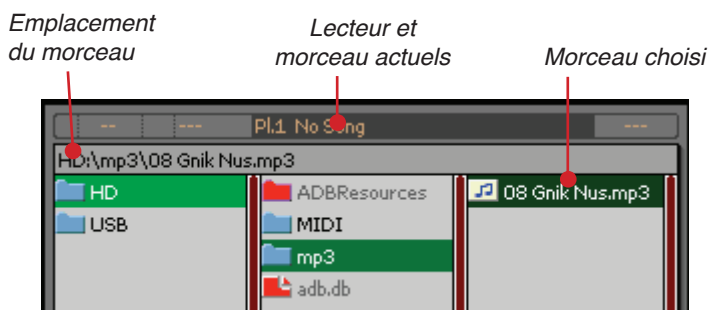 Emplacement
du morceau
Lecteur et
morceau actuels
Morceau choisi
-- --- Pl.1 No Song ---
HD:\mp3\08 Gnik Nus.mp3
HD
USB
ADBResources
MIDI
mp3
adb.db
08 Gnik Nus.mp3